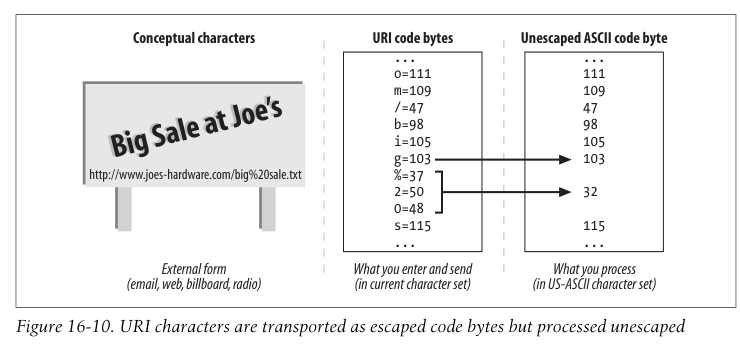 Conceptual characters
Big Sale at Joe's
http://www.joes-hardware.com/big%20sale.txt
External form
(email, web, billboard, radio)
URI code bytes
...
o=111
m=109
/=47
b=98
i=105
g=103
%=37
2=50
0=48
s=115
...
What you enter and send
(in current character set)
Unescaped ASCII code byte
...
111
109
47
98
105
103
32
115
...
What you process
(in US-ASCII character set)
Figure 16-10. URI characters are transported as escaped code bytes but processed unescaped